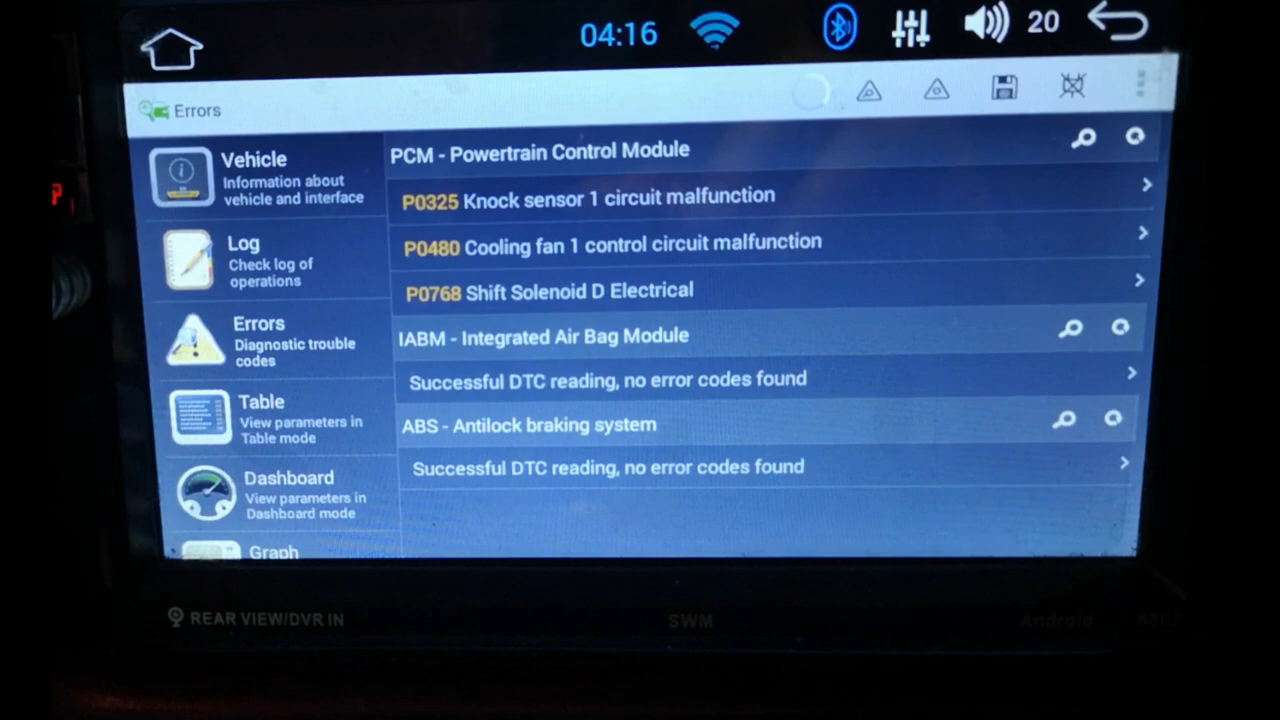 04:16
20
Errors
Vehicle
Information about
vehicle and interface
Log
Check log of
operations
Errors
Diagnostic trouble
codes
Table
View parameters in
Table mode
Dashboard
View parameters in
Dashboard mode
Graph
PCM - Powertrain Control Module
P0325 Knock sensor 1 circuit malfunction
P0480 Cooling fan 1 control circuit malfunction
P0768 Shift Solenoid D Electrical
IABM - Integrated Air Bag Module
Successful DTC reading, no error codes found
ABS - Antilock braking system
Successful DTC reading, no error codes found
REAR VIEW/DVR IN
SWM
Android